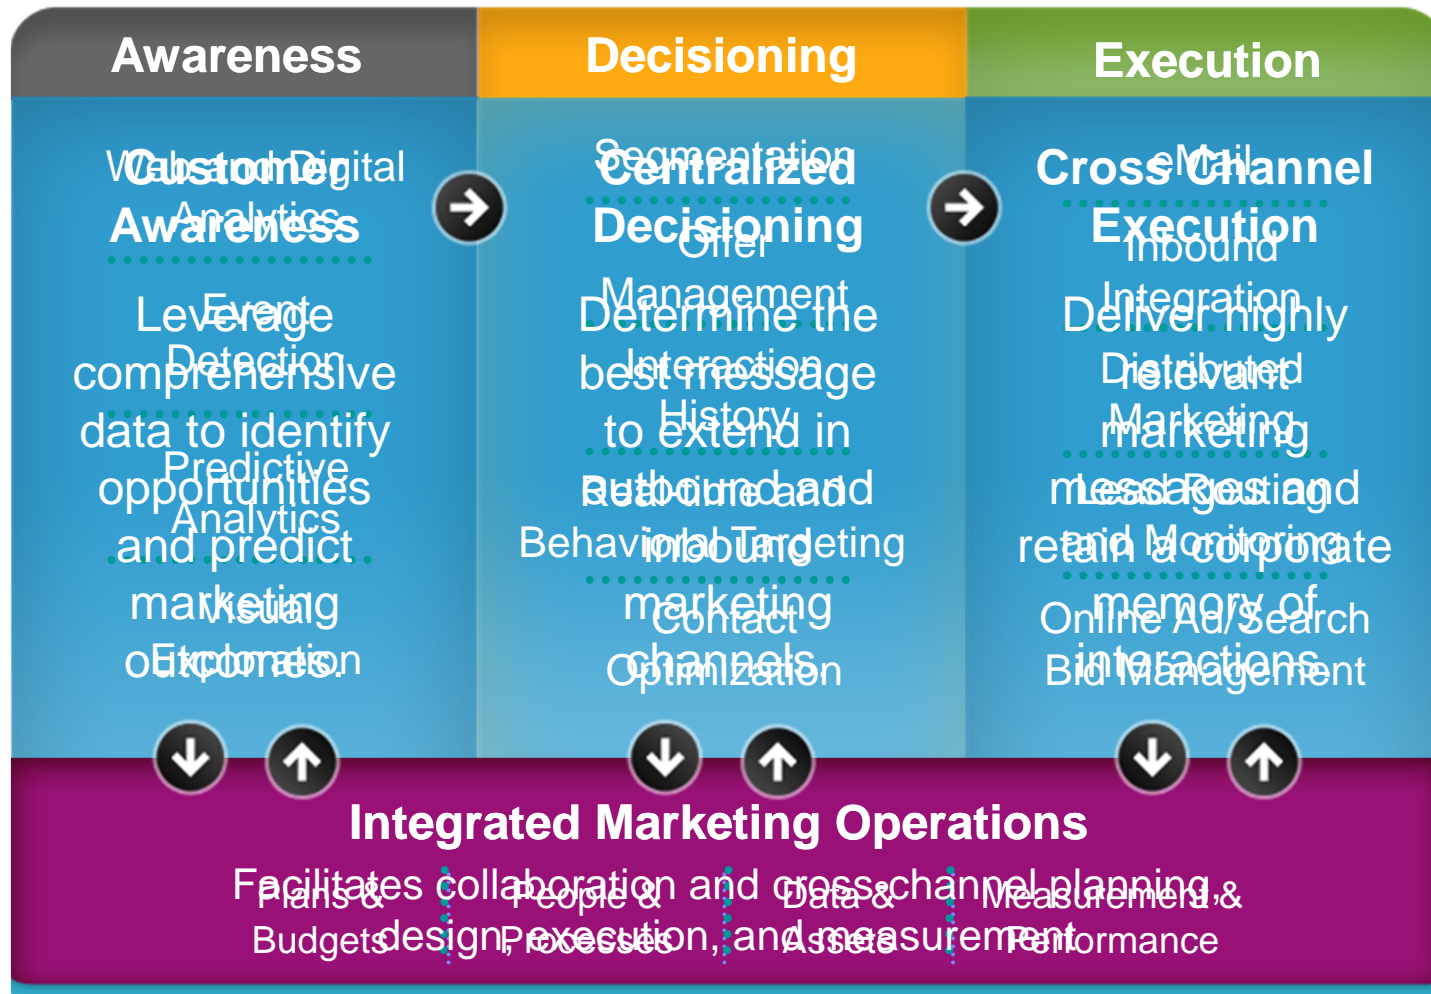 Awareness
Decisioning
Execution
Customer
Awareness
Leverage
comprehensive
data to identify
opportunities
and predict
marketing
outcomes.
Web and Digital
Analytics
Event
Detection
Predictive
Analytics
Visual
Exploration
Centralized
Decisioning
Determine the
best message
to extend in
outbound and
inbound
marketing
channels.
Segmentation
Offer
Management
Interaction
History
Real-time and
Behavioral Targeting
Contact
Optimization
Cross Channel
Execution
Deliver highly
relevant
marketing
messages and
retain a corporate
memory of
interactions.
eMail
Inbound
Integration
Distributed
Marketing
Lead Routing
and Monitoring
Online Ad/Search
Bid Management
Integrated Marketing Operations
Facilitates collaboration and cross-channel planning,
design, execution, and measurement
Plans &
Budgets
People &
Processes
Data &
Assets
Measurement &
Performance